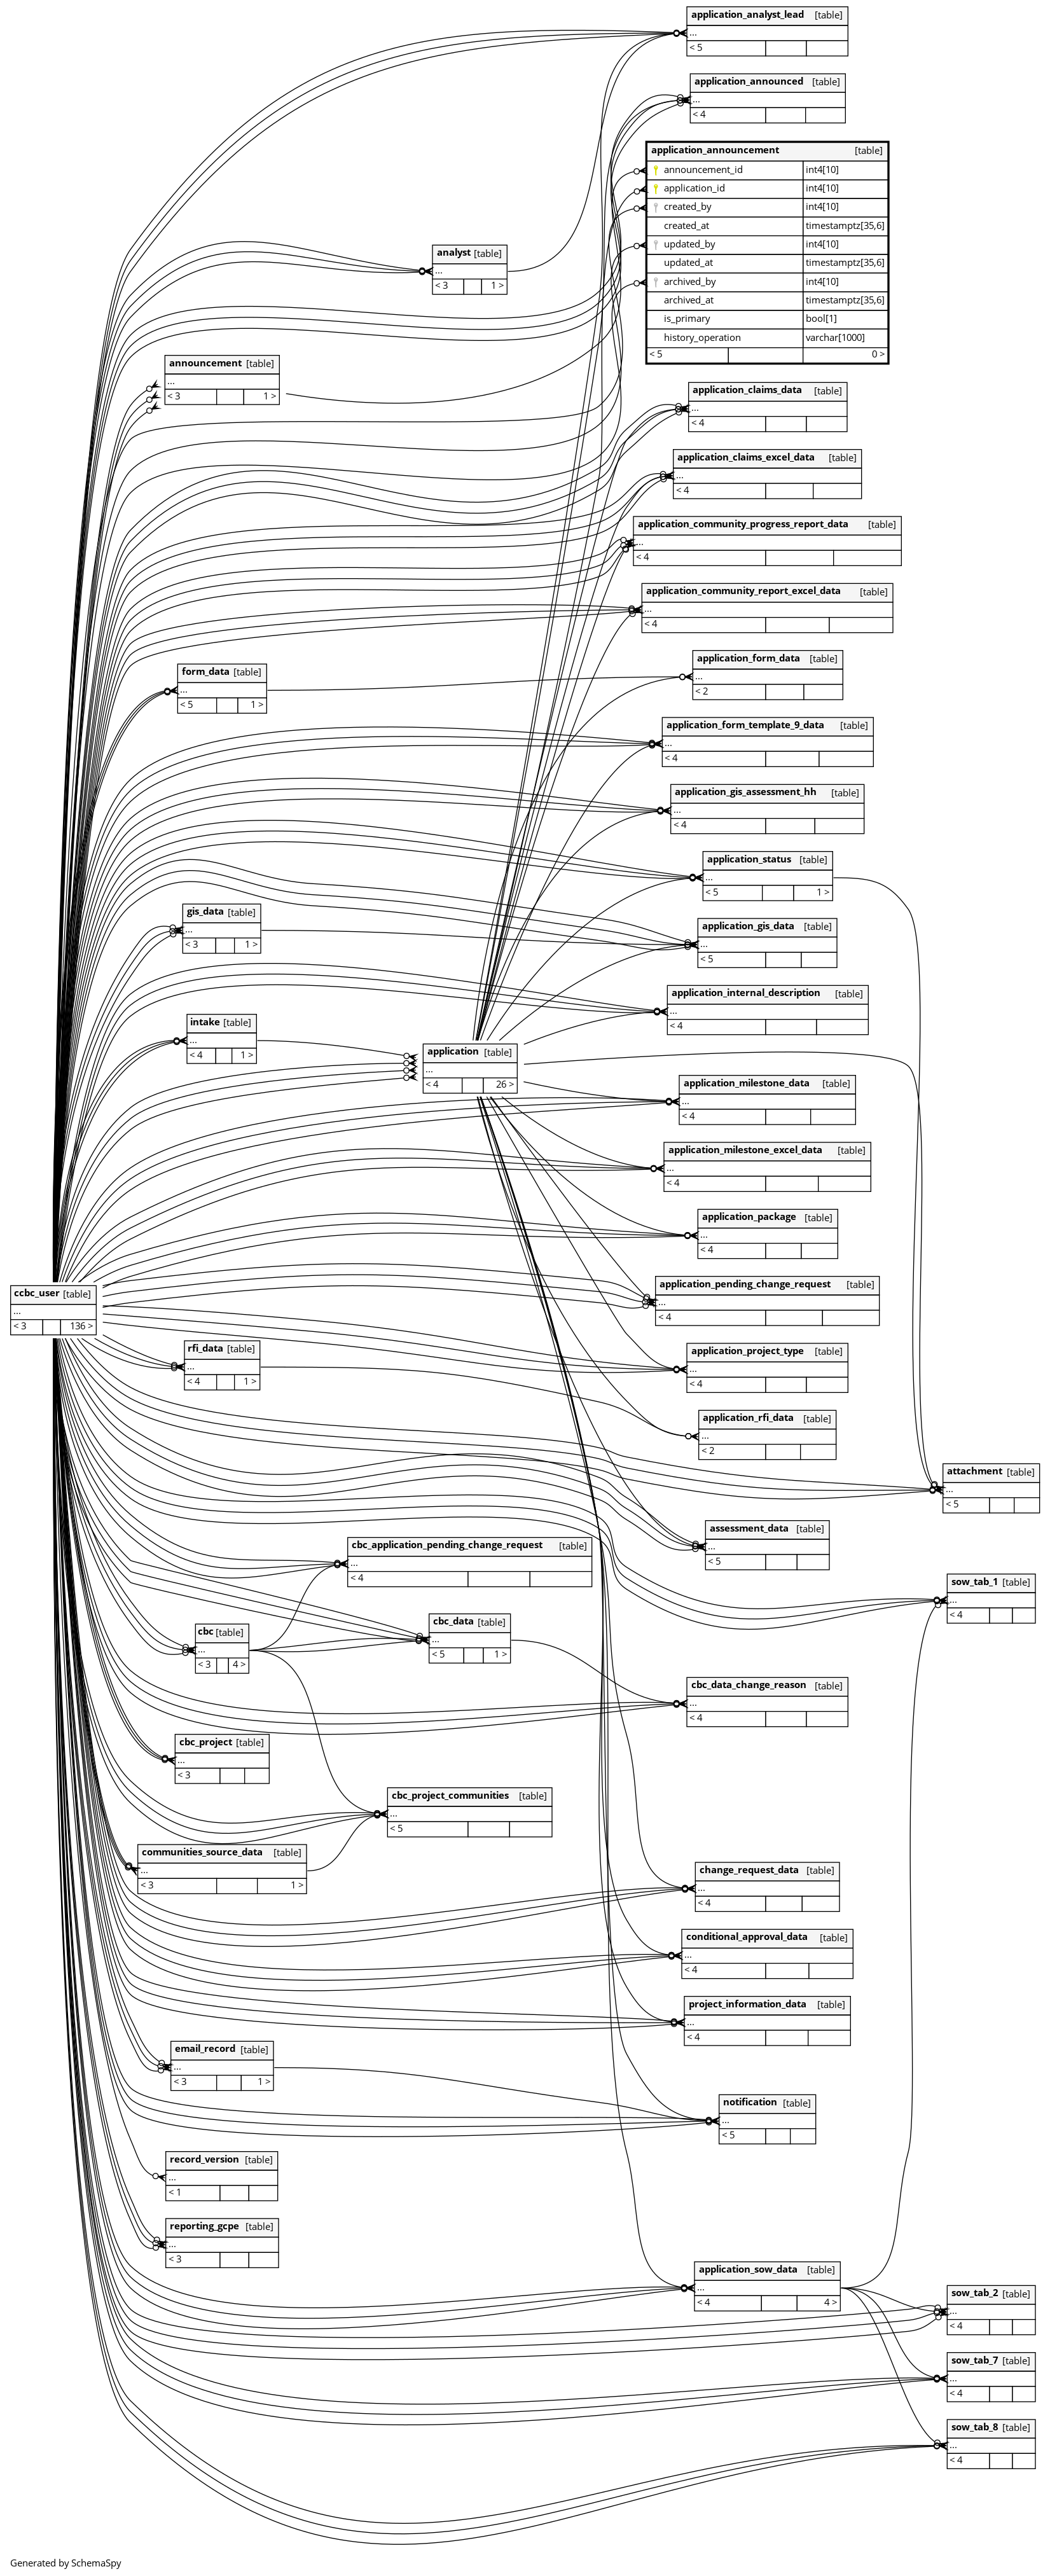 application_analyst_lead [table]
...
< 5
application_announced [table]
...
< 4
application_announcement [table]
announcement_id int4[10]
application_id int4[10]
created_by int4[10]
created_at timestamptz[35,6]
updated_by int4[10]
updated_at timestamptz[35,6]
archived_by int4[10]
archived_at timestamptz[35,6]
is_primary bool[1]
history_operation varchar[1000]
< 5 0 >
analyst [table]
...
< 3 1 >
announcement [table]
...
< 3 1 >
application_claims_data [table]
...
< 4
application_claims_excel_data [table]
...
< 4
application_community_progress_report_data [table]
...
< 4
application_community_report_excel_data [table]
...
< 4
form_data [table]
...
< 5 1 >
application_form_data [table]
...
< 2
application_form_template_9_data [table]
...
< 4
application_gis_assessment_hh [table]
...
< 4
application_status [table]
...
< 5 1 >
gis_data [table]
...
< 3 1 >
application_gis_data [table]
...
< 5
application_internal_description [table]
...
< 4
intake [table]
...
< 4 1 >
application [table]
...
< 4 26 >
application_milestone_data [table]
...
< 4
application_milestone_excel_data [table]
...
< 4
application_package [table]
...
< 4
ccbc_user [table]
...
< 3 136 >
application_pending_change_request [table]
...
< 4
rfi_data [table]
...
< 4 1 >
application_project_type [table]
...
< 4
application_rfi_data [table]
...
< 2
attachment [table]
...
< 5
assessment_data [table]
...
< 5
cbc_application_pending_change_request [table]
...
< 4
sow_tab_1 [table]
...
< 4
cbc [table]
...
< 3 4 >
cbc_data [table]
...
< 5 1 >
cbc_data_change_reason [table]
...
< 4
cbc_project [table]
...
< 3
cbc_project_communities [table]
...
< 5
communities_source_data [table]
...
< 3 1 >
change_request_data [table]
...
< 4
conditional_approval_data [table]
...
< 4
project_information_data [table]
...
< 4
email_record [table]
...
< 3 1 >
notification [table]
...
< 5
record_version [table]
...
< 1
reporting_gcpe [table]
...
< 3
application_sow_data [table]
...
< 4 4 >
sow_tab_2 [table]
...
< 4
sow_tab_7 [table]
...
< 4
sow_tab_8 [table]
...
< 4
Generated by SchemaSpy